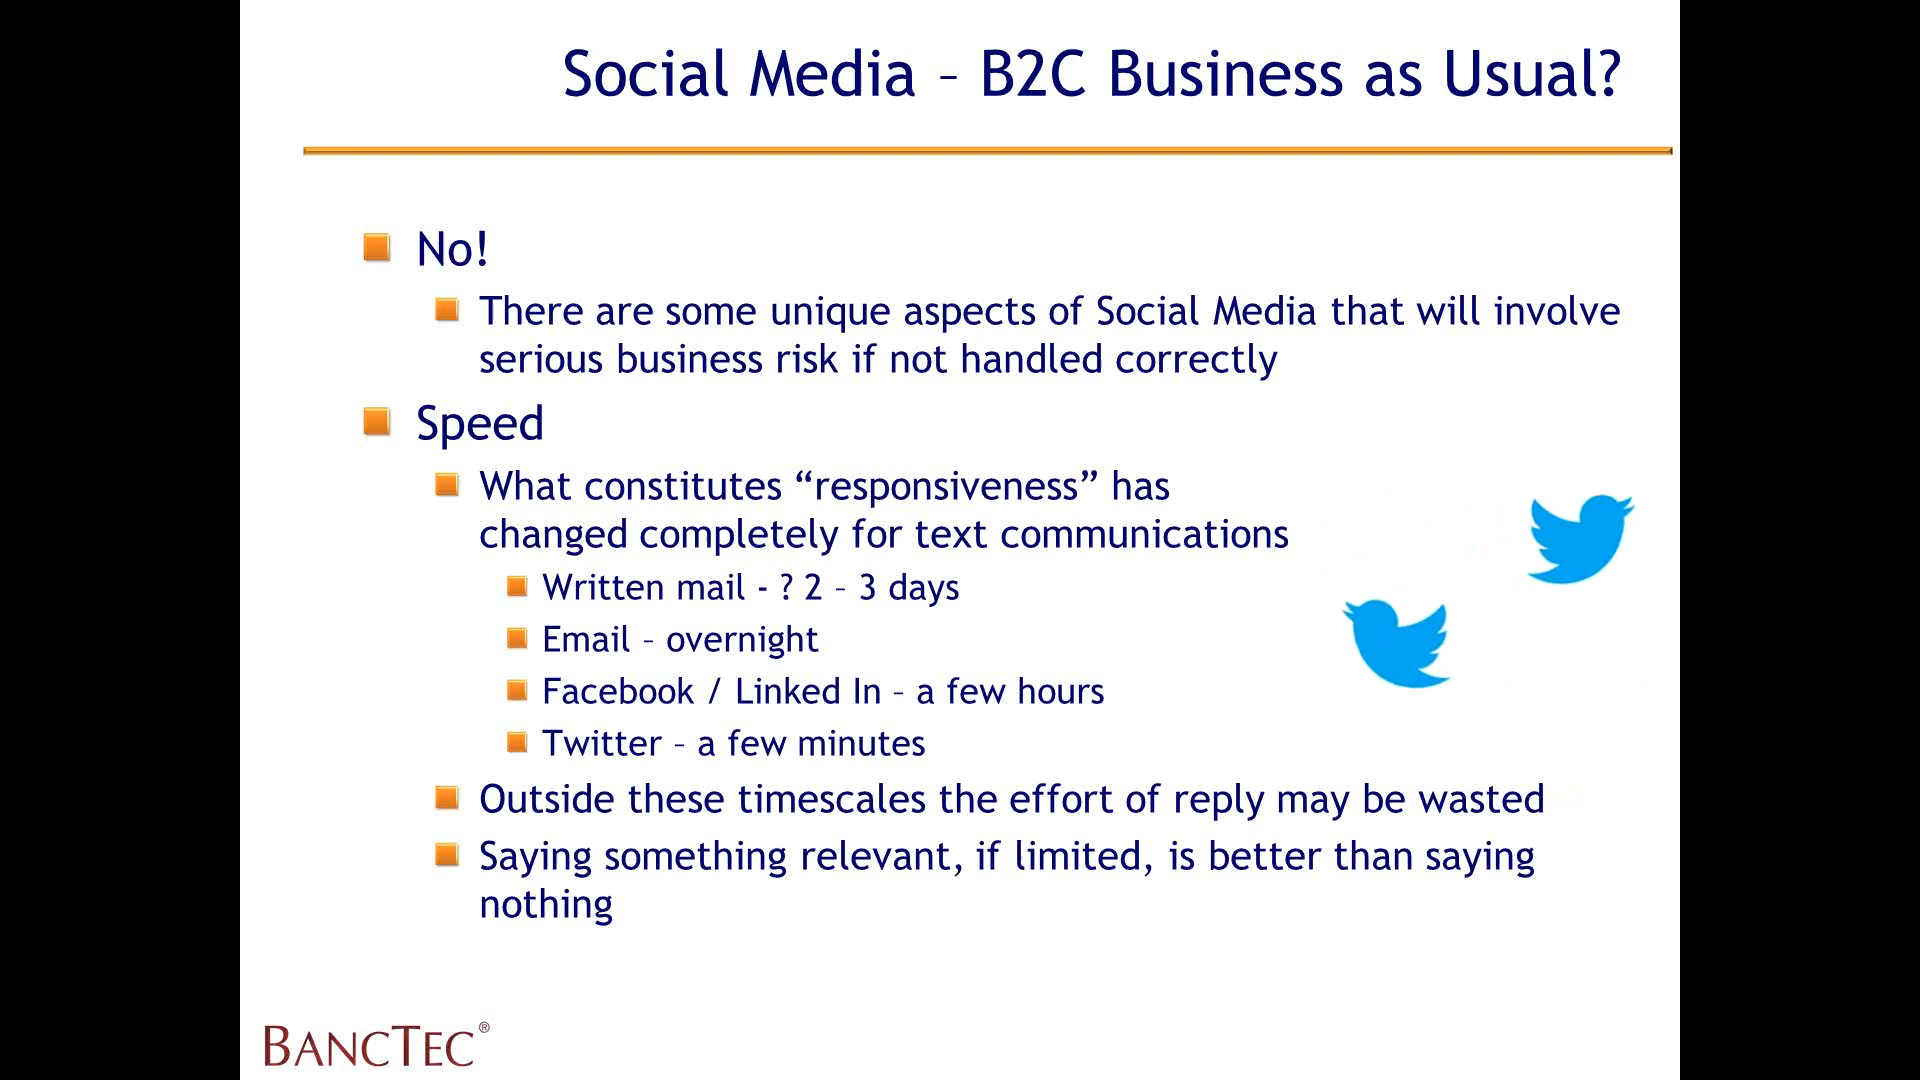 Social Media – B2C Business as Usual?
No!
There are some unique aspects of Social Media that will involve
serious business risk if not handled correctly
Speed
What constitutes “responsiveness” has
changed completely for text communications
Written mail - ? 2 – 3 days
Email – overnight
Facebook / Linked In – a few hours
Twitter – a few minutes
Outside these timescales the effort of reply may be wasted
Saying something relevant, if limited, is better than saying
nothing
BANCTEC®